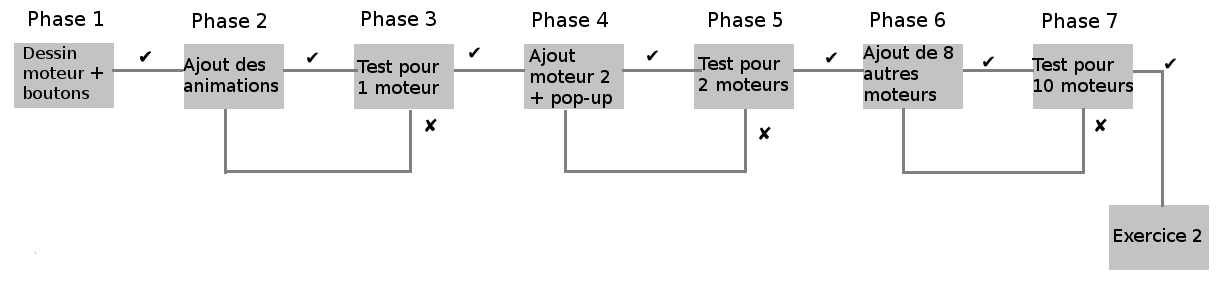 Phase 1
Phase 2
Phase 3
Phase 4
Phase 5
Phase 6
Phase 7
Dessin
moteur +
boutons
✔
Ajout des
animations
✔
Test pour
1 moteur
✔
✘
Ajout
moteur 2
+ pop-up
✔
Test pour
2 moteurs
✔
✘
Ajout de 8
autres
moteurs
✔
Test pour
10 moteurs
✔
✘
Exercice 2